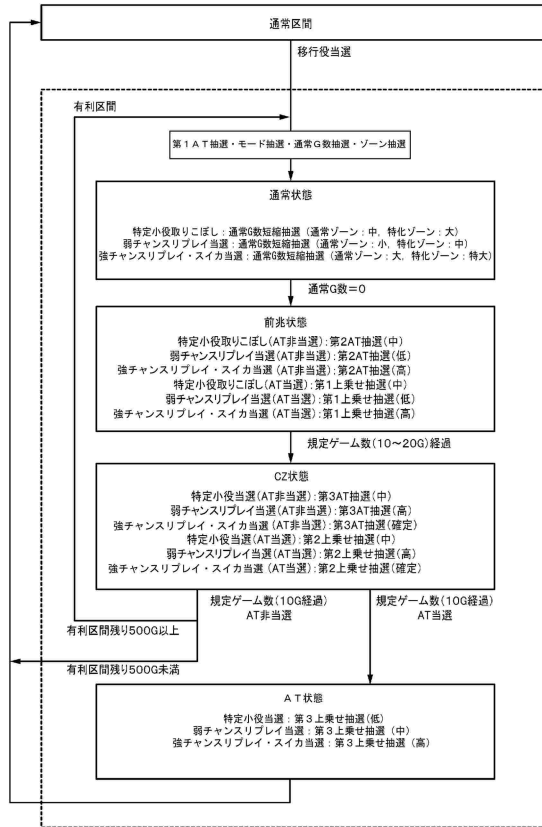 通常区間
移行役当選
有利区間
第1AT抽選・モード抽選・通常G数抽選・ゾーン抽選
通常状態
特定小役取りこぼし：通常G数短縮抽選（通常ゾーン：中，特化ゾーン：大）
弱チャンスリプレイ当選：通常G数短縮抽選（通常ゾーン：小，特化ゾーン：中）
強チャンスリプレイ・スイカ当選：通常G数短縮抽選（通常ゾーン：大，特化ゾーン：特大）
通常G数＝0
前兆状態
特定小役取りこぼし(AT非当選)：第2AT抽選(中)
弱チャンスリプレイ当選(AT非当選)：第2AT抽選(低)
強チャンスリプレイ・スイカ当選(AT非当選)：第2AT抽選(高)
特定小役取りこぼし(AT当選)：第1上乗せ抽選(中)
弱チャンスリプレイ当選(AT当選)：第1上乗せ抽選(低)
強チャンスリプレイ・スイカ当選(AT当選)：第1上乗せ抽選(高)
規定ゲーム数(10～20G)経過
CZ状態
特定小役当選(AT非当選)：第3AT抽選(中)
弱チャンスリプレイ当選(AT非当選)：第3AT抽選(高)
強チャンスリプレイ・スイカ当選(AT非当選)：第3AT抽選(確定)
特定小役当選(AT当選)：第2上乗せ抽選(中)
弱チャンスリプレイ当選(AT当選)：第2上乗せ抽選(高)
強チャンスリプレイ・スイカ当選(AT当選)：第2上乗せ抽選(確定)
規定ゲーム数(10G経過)
AT非当選
規定ゲーム数(10G経過)
AT当選
有利区間残り500G以上
有利区間残り500G未満
AT状態
特定小役当選：第3上乗せ抽選(低)
弱チャンスリプレイ当選：第3上乗せ抽選（中）
強チャンスリプレイ・スイカ当選：第3上乗せ抽選（高）